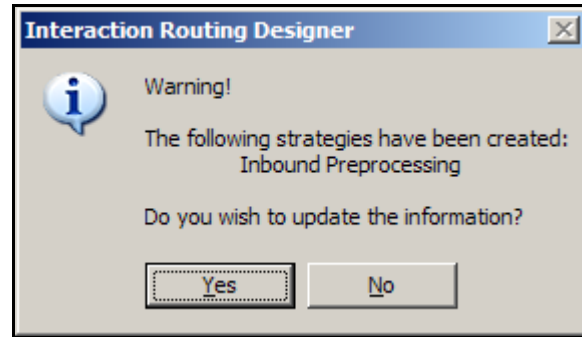 Interaction Routing Designer
Warning!
The following strategies have been created:
Inbound Preprocessing
Do you wish to update the information?
Yes
No